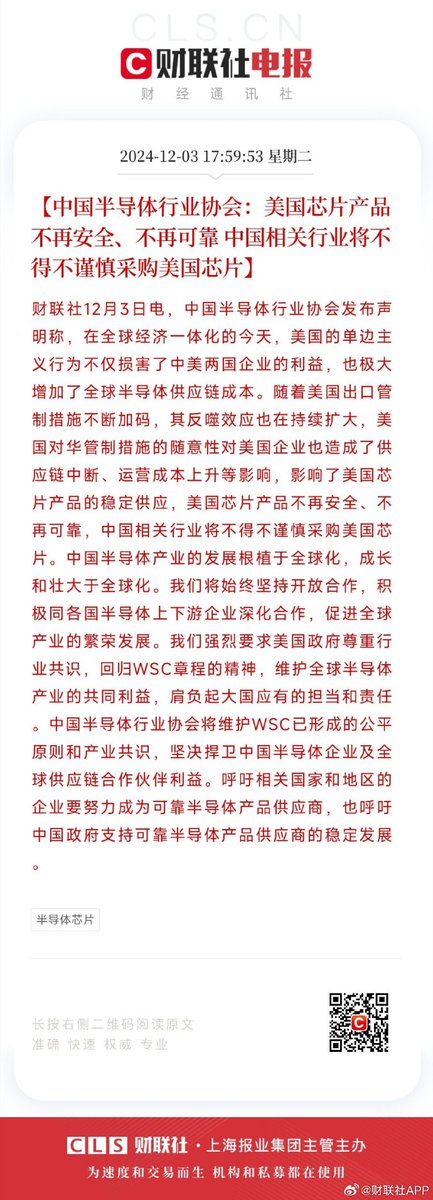 CLS.CN
财联社电报
财经通讯社
2024-12-03 17:59:53 星期二
【中国半导体行业协会：美国芯片产品
不再安全、不再可靠 中国相关行业将不
得不谨慎采购美国芯片】
财联社12月3日电，中国半导体行业协会发布声
明称，在全球经济一体化的今天，美国的单边主
义行为不仅损害了中美两国企业的利益，也极大
增加了全球半导体供应链成本。随着美国出口管
制措施不断加码，其反噬效应也在持续扩大，美
国对华管制措施的随意性对美国企业也造成了供
应链中断、运营成本上升等影响，影响了美国芯
片产品的稳定供应，美国芯片产品不再安全、不
再可靠，中国相关行业将不得不谨慎采购美国芯
片。中国半导体产业的发展根植于全球化，成长
和壮大于全球化。我们将始终坚持开放合作，积
极同各国半导体上下游企业深化合作，促进全球
产业的繁荣发展。我们强烈要求美国政府尊重行
业共识，回归WSC章程的精神，维护全球半导体
产业的共同利益，肩负起大国应有的担当和责任
。中国半导体行业协会将维护WSC已形成的公平
原则和产业共识，坚决捍卫中国半导体企业及全
球供应链合作伙伴利益。呼吁相关国家和地区的
企业要努力成为可靠半导体产品供应商，也呼吁
中国政府支持可靠半导体产品供应商的稳定发展
。
半导体芯片
长按右侧二维码阅读原文
准确 快速 权威 专业
CLS 财联社·上海报业集团主管主办
为速度和交易而生 机构和私募都在使用
@财联社APP